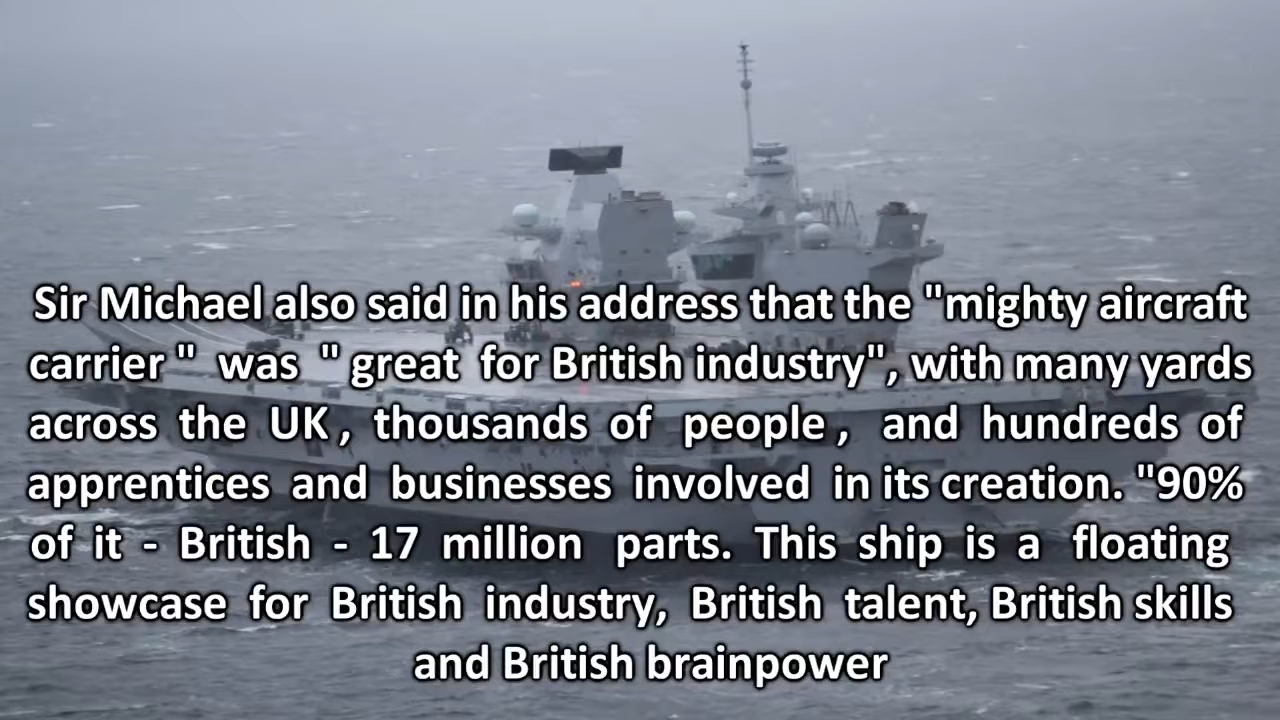 Sir Michael also said in his address that the "mighty aircraft
carrier " was " great for British industry", with many yards
across the UK , thousands of people , and hundreds of
apprentices and businesses involved in its creation. "90%
of it - British - 17 million parts. This ship is a floating
showcase for British industry, British talent, British skills
and British brainpower